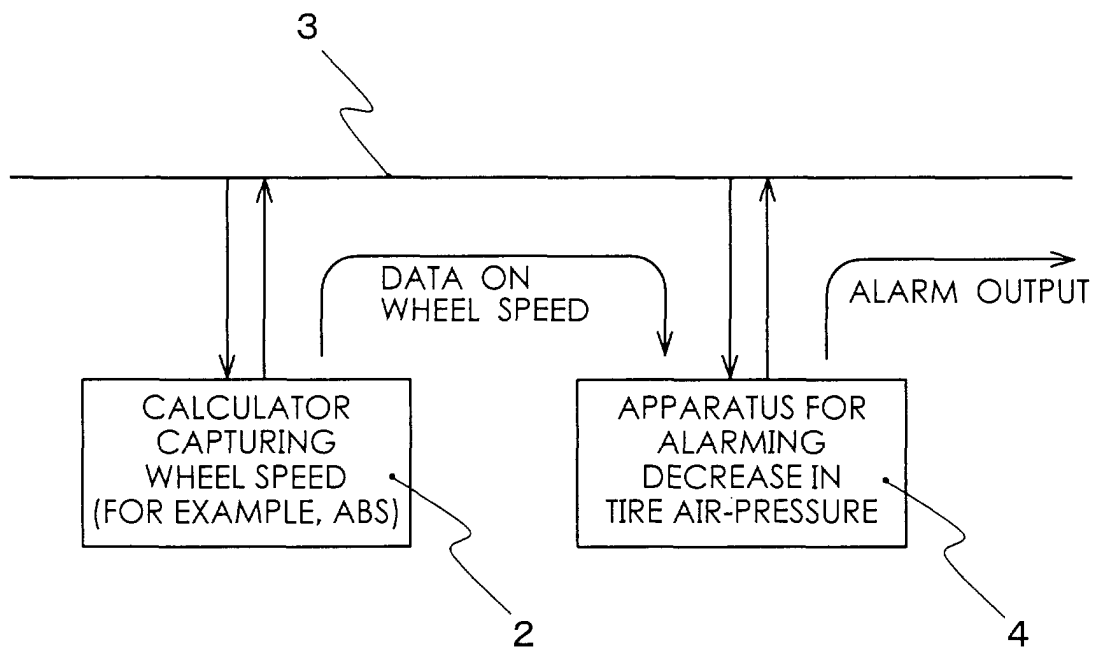 3
DATA ON
WHEEL SPEED
ALARM OUTPUT
CALCULATOR
CAPTURING
WHEEL SPEED
(FOR EXAMPLE, ABS)
APPARATUS FOR
ALARMING
DECREASE IN
TIRE AIR-PRESSURE
2
4